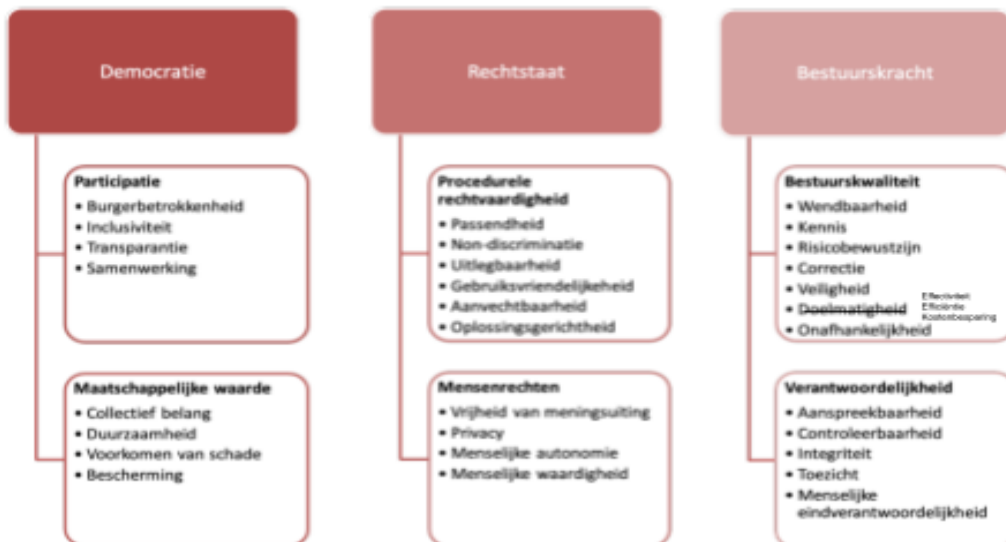 Democratie
Participatie
• Burgerbetrokkenheid
• Inclusiviteit
• Transparantie
• Samenwerking
Maatschappelijke waarde
• Collectief belang
• Duurzaamheid
• Voorkomen van schade
• Bescherming
Rechtstaat
Procedurele
rechtvaardigheid
• Passendheid
• Non-discriminatie
• Uitlegbaarheid
• Gebruiksvriendelijkeheid
• Aanvechtbaarheid
• Oplossingsgerichtheid
Mensenrechten
• Vrijheid van meningsuiting
• Privacy
• Menselijke autonomie
• Menselijke waardigheid
Bestuurskracht
Bestuurskwaliteit
• Wendbaarheid
• Kennis
• Risicobewustzijn
• Correctie
• Veiligheid
• Doelmatigheid
Effectiviteit
Efficiëntie
Kostenbesparing
• Onafhankelijkheid
Verantwoordelijkheid
• Aanspreekbaarheid
• Controleerbaarheid
• Integriteit
• Toezicht
• Menselijke
eindverantwoordelijkheid